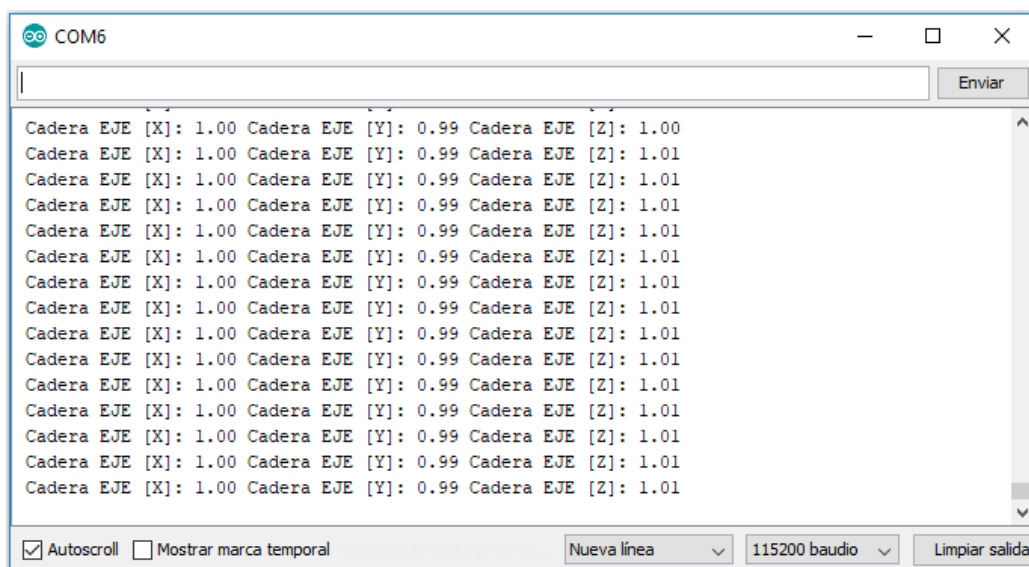 COM6
Enviar
Cadera EJE [X]: 1.00 Cadera EJE [Y]: 0.99 Cadera EJE [Z]: 1.00
Cadera EJE [X]: 1.00 Cadera EJE [Y]: 0.99 Cadera EJE [Z]: 1.01
Cadera EJE [X]: 1.00 Cadera EJE [Y]: 0.99 Cadera EJE [Z]: 1.01
Cadera EJE [X]: 1.00 Cadera EJE [Y]: 0.99 Cadera EJE [Z]: 1.01
Cadera EJE [X]: 1.00 Cadera EJE [Y]: 0.99 Cadera EJE [Z]: 1.01
Cadera EJE [X]: 1.00 Cadera EJE [Y]: 0.99 Cadera EJE [Z]: 1.01
Cadera EJE [X]: 1.00 Cadera EJE [Y]: 0.99 Cadera EJE [Z]: 1.01
Cadera EJE [X]: 1.00 Cadera EJE [Y]: 0.99 Cadera EJE [Z]: 1.01
Cadera EJE [X]: 1.00 Cadera EJE [Y]: 0.99 Cadera EJE [Z]: 1.01
Cadera EJE [X]: 1.00 Cadera EJE [Y]: 0.99 Cadera EJE [Z]: 1.01
Cadera EJE [X]: 1.00 Cadera EJE [Y]: 0.99 Cadera EJE [Z]: 1.01
Cadera EJE [X]: 1.00 Cadera EJE [Y]: 0.99 Cadera EJE [Z]: 1.01
Cadera EJE [X]: 1.00 Cadera EJE [Y]: 0.99 Cadera EJE [Z]: 1.01
Cadera EJE [X]: 1.00 Cadera EJE [Y]: 0.99 Cadera EJE [Z]: 1.01
Cadera EJE [X]: 1.00 Cadera EJE [Y]: 0.99 Cadera EJE [Z]: 1.01
Autoscroll Mostrar marca temporal Nueva línea 115200 baudio Limpiar salida